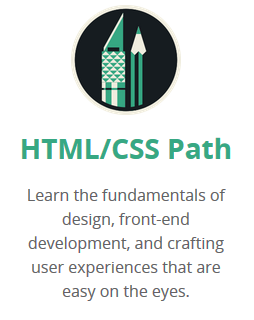 HTML/CSS Path
Learn the fundamentals of
design, front-end
development, and crafting
user experiences that are
easy on the eyes.